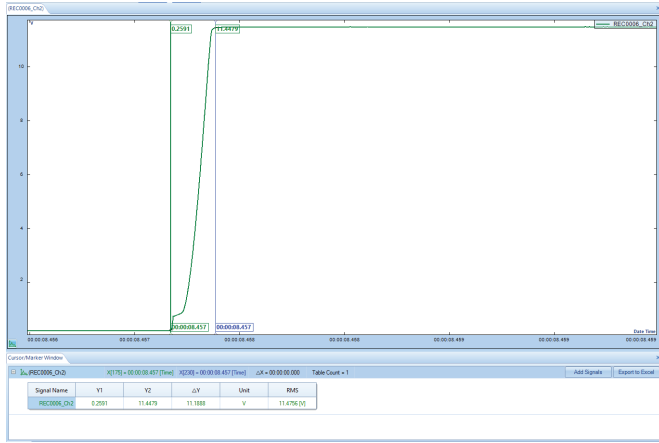 (REC0006_Ch2)
V
0.2591
11.4479
REC0006_Ch2
10
8
6
4
2
00:00:08.457
00:00:08.457
Date Time
00:00:08.456
00:00:08.457
00:00:08.458
00:00:08.458
00:00:08.459
00:00:08.459
00:00:08.459
Cursor/Marker Window
(REC0006_Ch2) X[175] = 00:00:08.457 [Time] X[230] = 00:00:08.457 [Time] △X = 00:00:00.000 Table Count = 1 Add Signals Export to Excel
Signal Name Y1 Y2 △Y Unit RMS
REC0006_Ch2 0.2591 11.4479 11.1888 V 11.4756 [V]